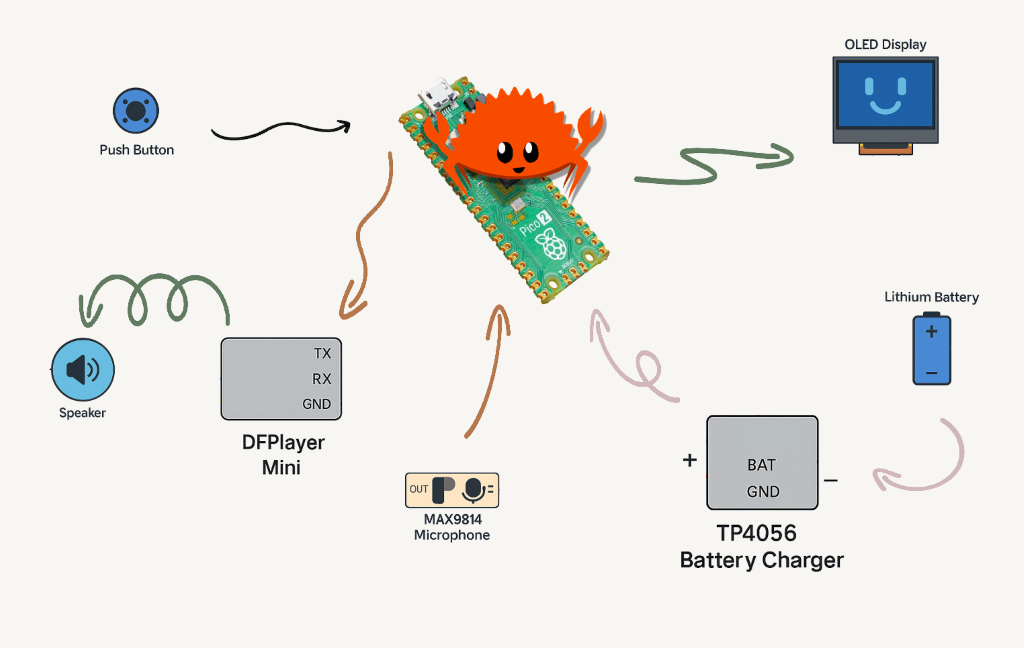 OLED Display
Push Button
Pico 2
Lithium Battery
+
−
TX
RX
GND
Speaker
DFPlayer
Mini
OUT
MAX9814
Microphone
+
BAT
−
GND
TP4056
Battery Charger